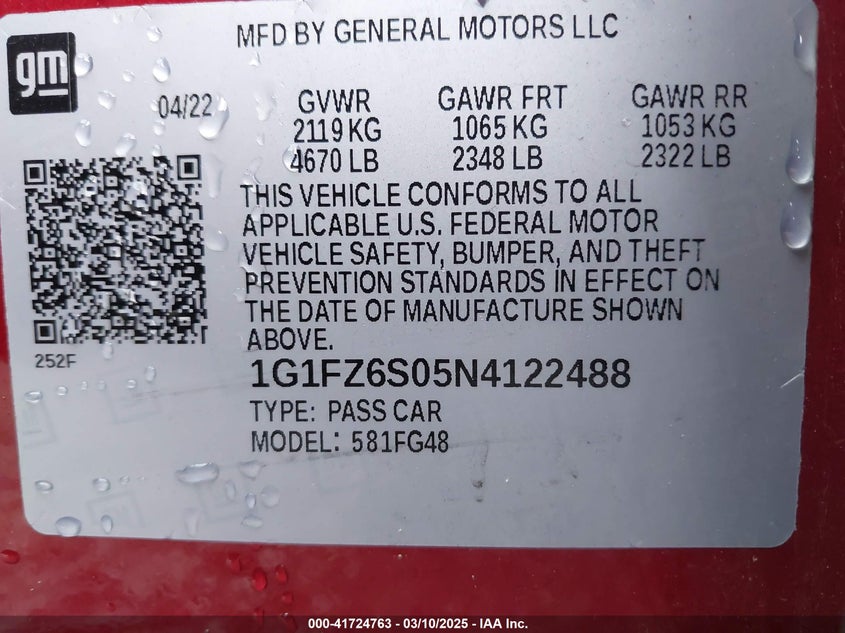 MFD BY GENERAL MOTORS LLC
gm
04/22
GVWR GAWR FRT GAWR RR
2119 KG 1065 KG 1053 KG
4670 LB 2348 LB 2322 LB
THIS VEHICLE CONFORMS TO ALL
APPLICABLE U.S. FEDERAL MOTOR
VEHICLE SAFETY, BUMPER, AND THEFT
PREVENTION STANDARDS IN EFFECT ON
THE DATE OF MANUFACTURE SHOWN
ABOVE.
252F
1G1FZ6S05N4122488
TYPE: PASS CAR
MODEL: 581FG48
000-41724763 - 03/10/2025 - IAA Inc.